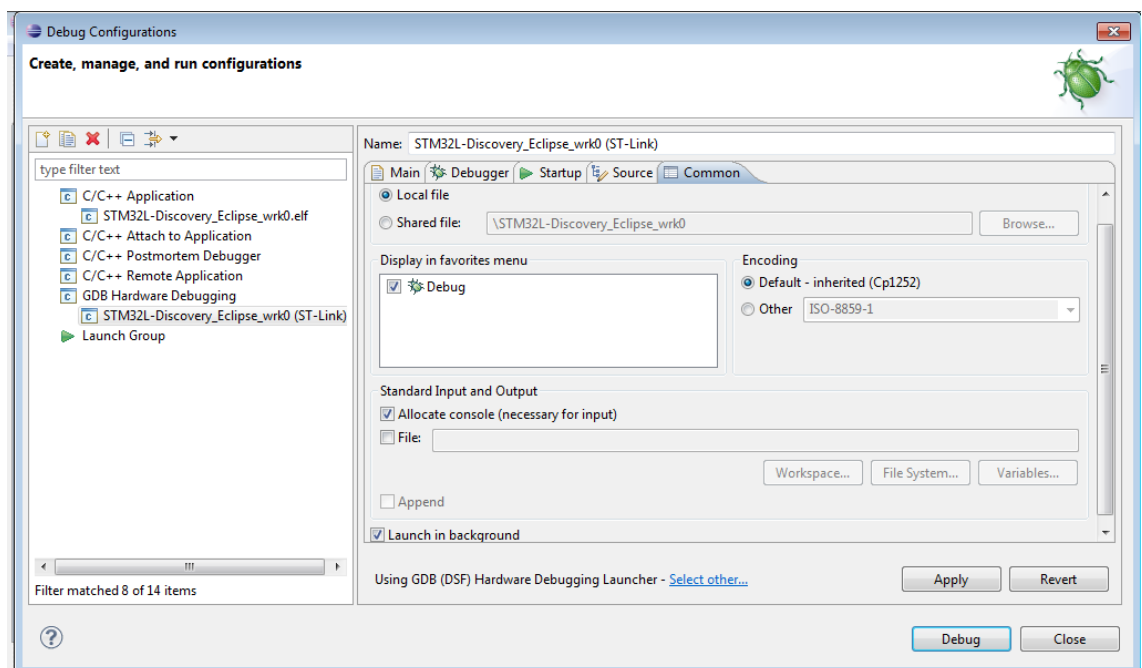 Debug Configurations
Create, manage, and run configurations
type filter text
C/C++ Application
STM32L-Discovery_Eclipse_wrk0.elf
C/C++ Attach to Application
C/C++ Postmortem Debugger
C/C++ Remote Application
GDB Hardware Debugging
STM32L-Discovery_Eclipse_wrk0 (ST-Link)
Launch Group
Filter matched 8 of 14 items
Name: STM32L-Discovery_Eclipse_wrk0 (ST-Link)
Main Debugger Startup Source Common
Local file
Shared file: \STM32L-Discovery_Eclipse_wrk0 Browse...
Display in favorites menu
Debug
Encoding
Default - inherited (Cp1252)
Other ISO-8859-1
Standard Input and Output
Allocate console (necessary for input)
File:
Workspace... File System... Variables...
Append
Launch in background
Using GDB (DSF) Hardware Debugging Launcher - Select other...
Apply Revert
Debug Close